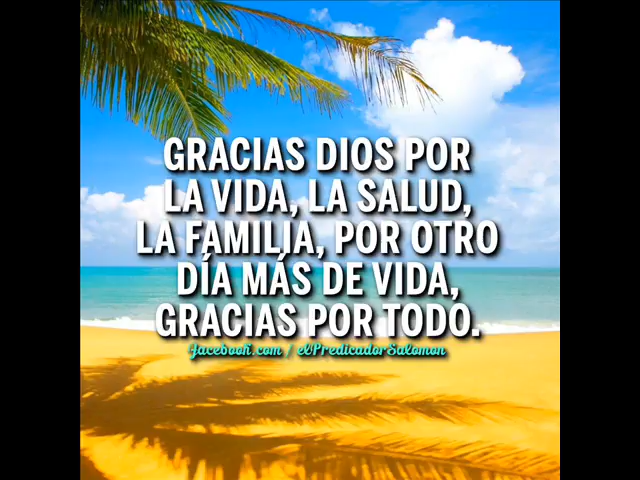 GRACIAS DIOS POR
LA VIDA, LA SALUD,
LA FAMILIA, POR OTRO
DÍA MÁS DE VIDA,
GRACIAS POR TODO.
facebook.com / elPredicadorSalomon